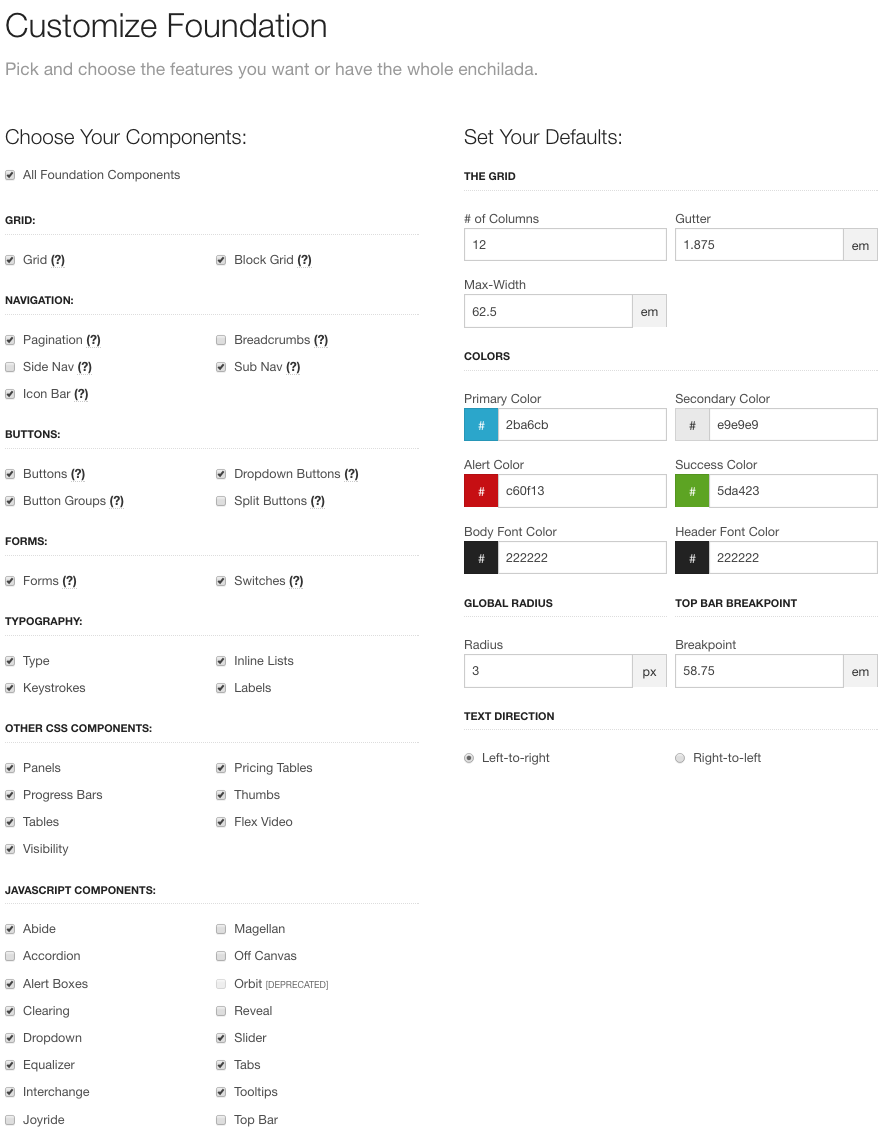 Customize Foundation
Pick and choose the features you want or have the whole enchilada.
Choose Your Components:
All Foundation Components
GRID:
Grid (?) Block Grid (?)
NAVIGATION:
Pagination (?) Breadcrumbs (?)
Side Nav (?) Sub Nav (?)
Icon Bar (?)
BUTTONS:
Buttons (?) Dropdown Buttons (?)
Button Groups (?) Split Buttons (?)
FORMS:
Forms (?) Switches (?)
TYPOGRAPHY:
Type Inline Lists
Keystrokes Labels
OTHER CSS COMPONENTS:
Panels Pricing Tables
Progress Bars Thumbs
Tables Flex Video
Visibility
JAVASCRIPT COMPONENTS:
Abide Magellan
Accordion Off Canvas
Alert Boxes Orbit [DEPRECATED]
Clearing Reveal
Dropdown Slider
Equalizer Tabs
Interchange Tooltips
Joyride Top Bar
Set Your Defaults:
THE GRID
# of Columns Gutter
12 1.875 em
Max-Width
62.5 em
COLORS
Primary Color Secondary Color
# 2ba6cb # e9e9e9
Alert Color Success Color
# c60f13 # 5da423
Body Font Color Header Font Color
# 222222 # 222222
GLOBAL RADIUS TOP BAR BREAKPOINT
Radius Breakpoint
3 px 58.75 em
TEXT DIRECTION
Left-to-right Right-to-left